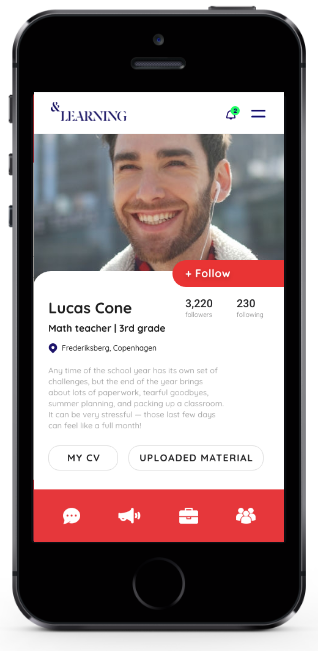 &LEARNING
2
+ Follow
Lucas Cone
3,220
230
followers
following
Math teacher | 3rd grade
Frederiksberg, Copenhagen
Any time of the school year has its own set of
challenges, but the end of the year brings
about lots of paperwork, tearful goodbyes,
summer planning, and packing up a classroom.
It can be very stressful — those last few days
can feel like a full month!
MY CV
UPLOADED MATERIAL